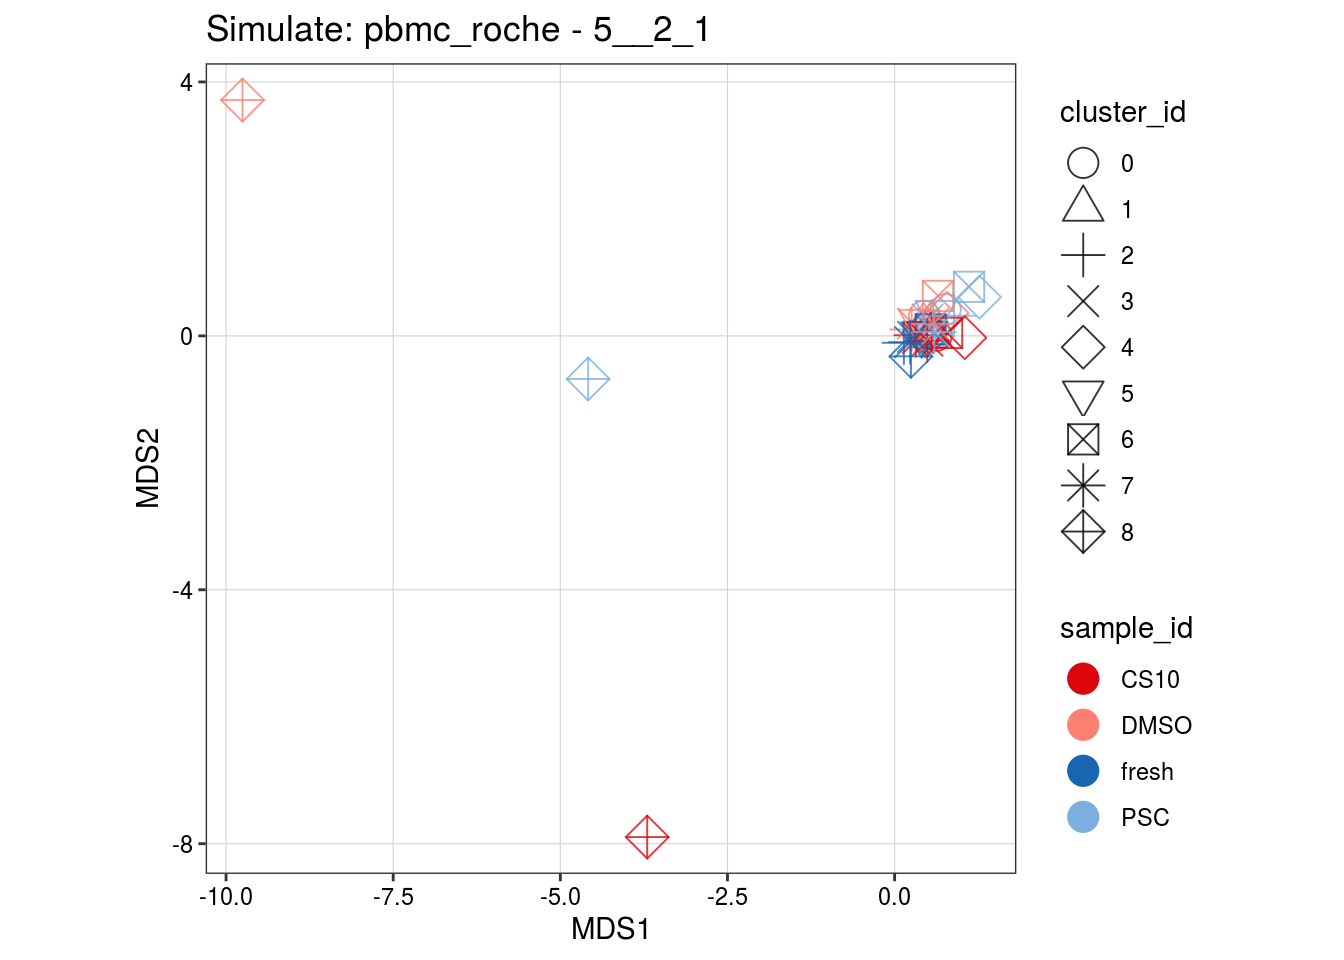 Simulate: pbmc_roche - 5__2_1
4
0
-4
-8
MDS2
-10.0
-7.5
-5.0
-2.5
0.0
MDS1
cluster_id
0
1
2
3
4
5
6
7
8
sample_id
CS10
DMSO
fresh
PSC